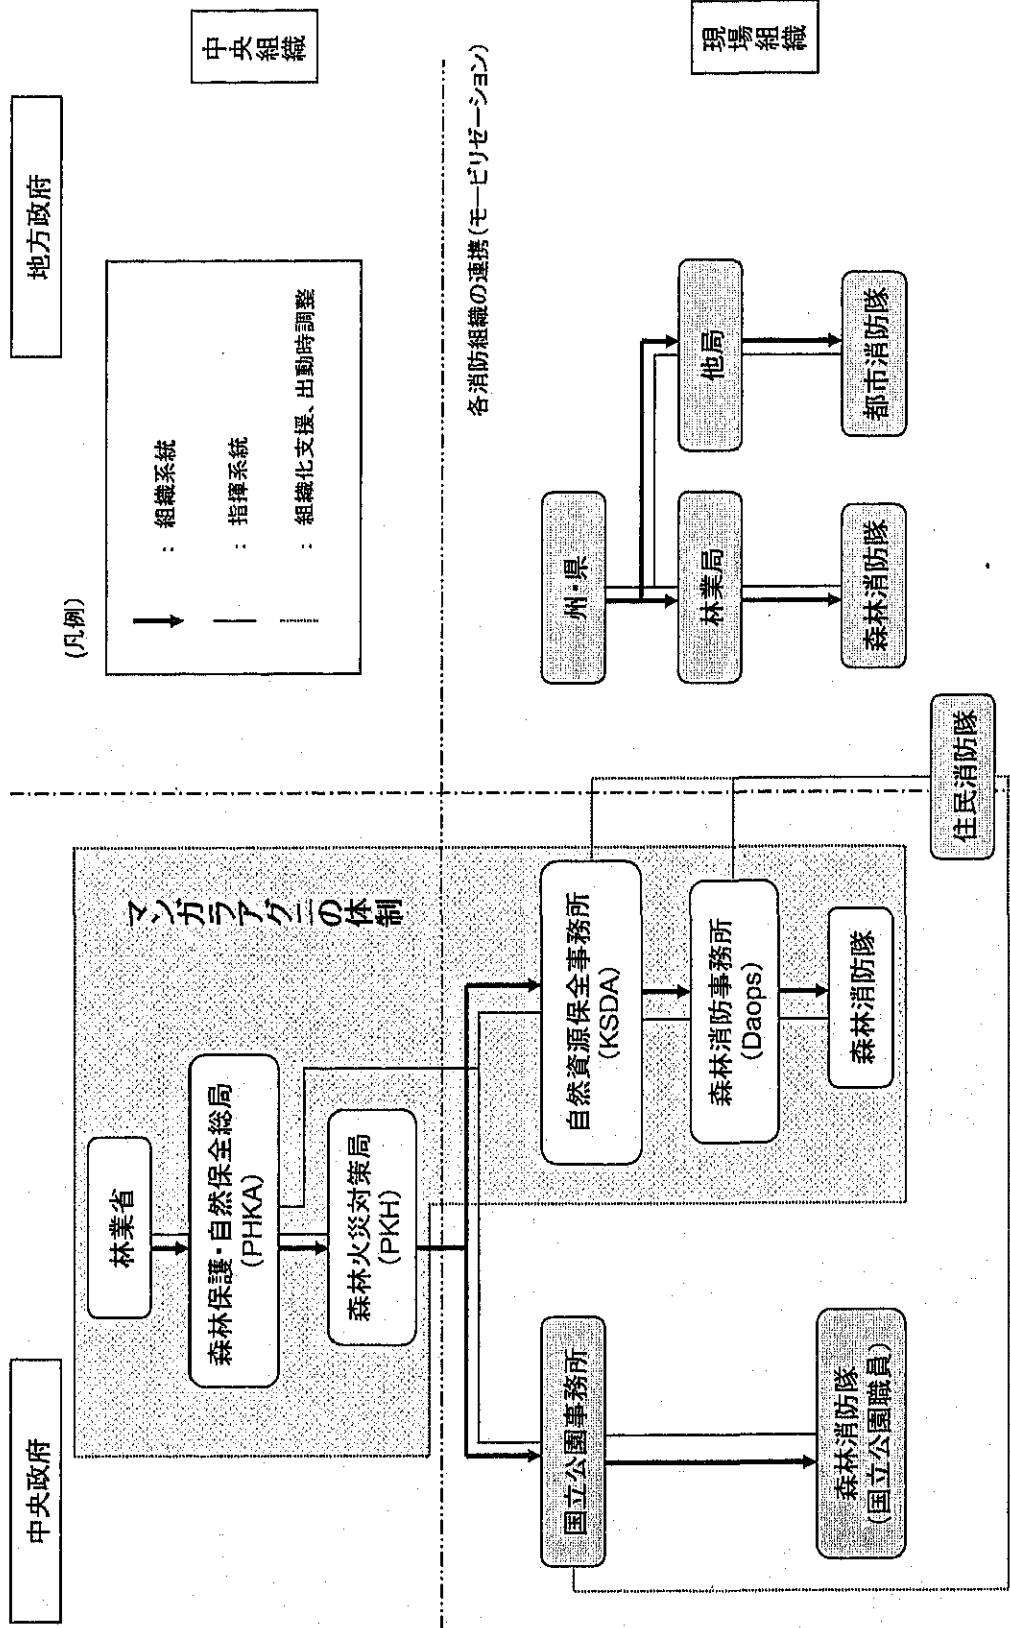 中央政府
地方政府
中央組織
現場組織
(凡例)
： 組織系統
： 指揮系統
： 組織化支援、出動時調整
各消防組織の連携(モービリゼーション)
マンガラアグニの体制
林業省
森林保護・自然保全総局
(PHKA)
森林火災対策局
(PKH)
国立公園事務所
自然資源保全事務所
(KSDA)
森林消防事務所
(Daops)
森林消防隊
(国立公園職員)
森林消防隊
住民消防隊
州・県
林業局
他局
森林消防隊
都市消防隊